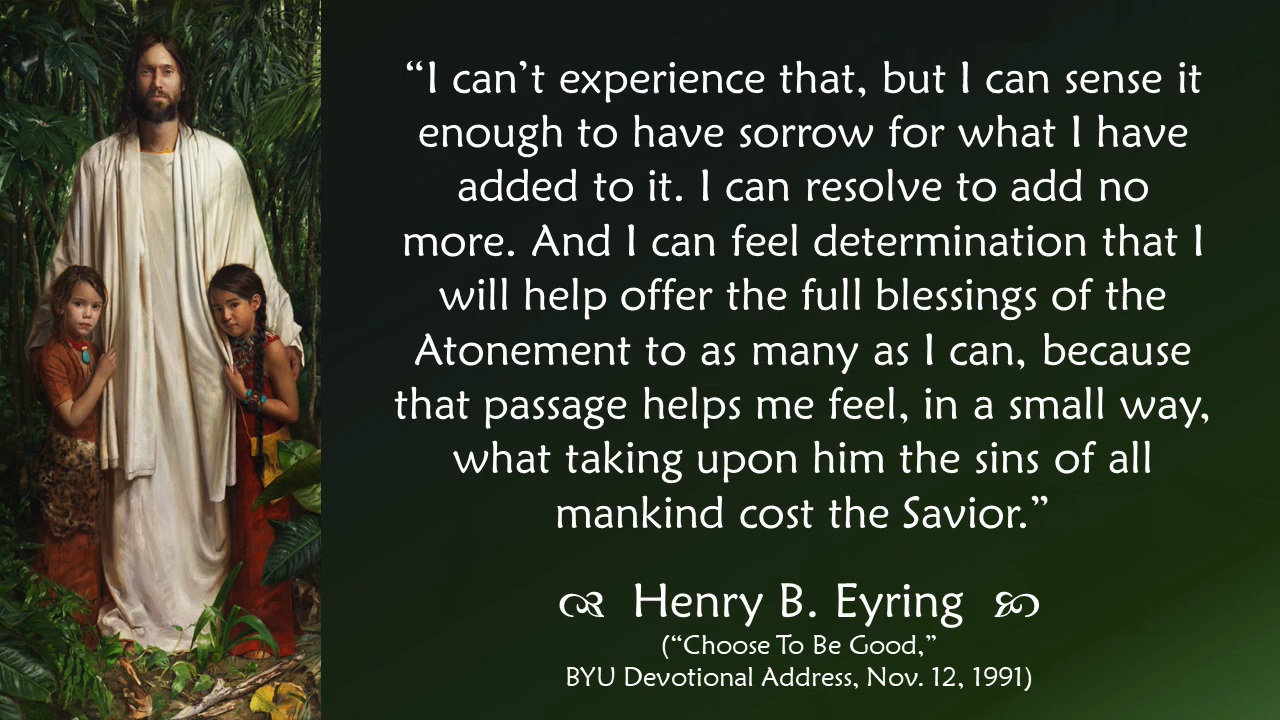 “I can’t experience that, but I can sense it
enough to have sorrow for what I have
added to it. I can resolve to add no
more. And I can feel determination that I
will help offer the full blessings of the
Atonement to as many as I can, because
that passage helps me feel, in a small way,
what taking upon him the sins of all
mankind cost the Savior.”
Henry B. Eyring
(“Choose To Be Good,”
BYU Devotional Address, Nov. 12, 1991)